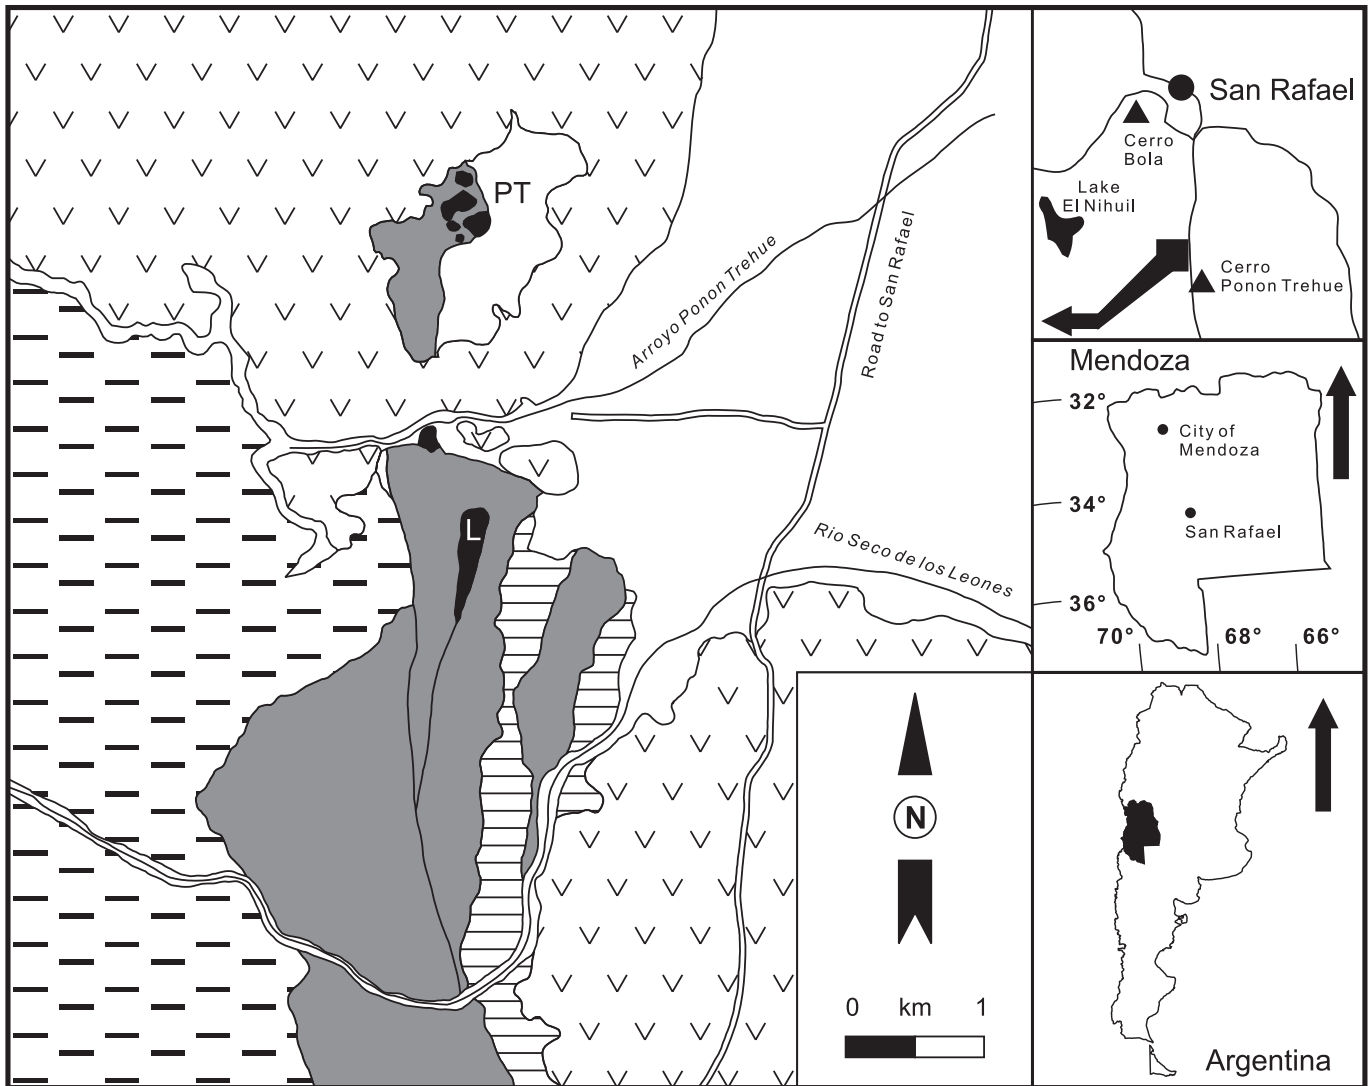 PT
Arroyo Ponon Trehue
Road to San Rafael
L
Rio Seco de los Leones
N
0 km 1
San Rafael
Cerro
Bola
Lake
El Nihuil
Cerro
Ponon Trehue
Mendoza
32°
City of
Mendoza
34°
San Rafael
36°
70° 68° 66°
Argentina